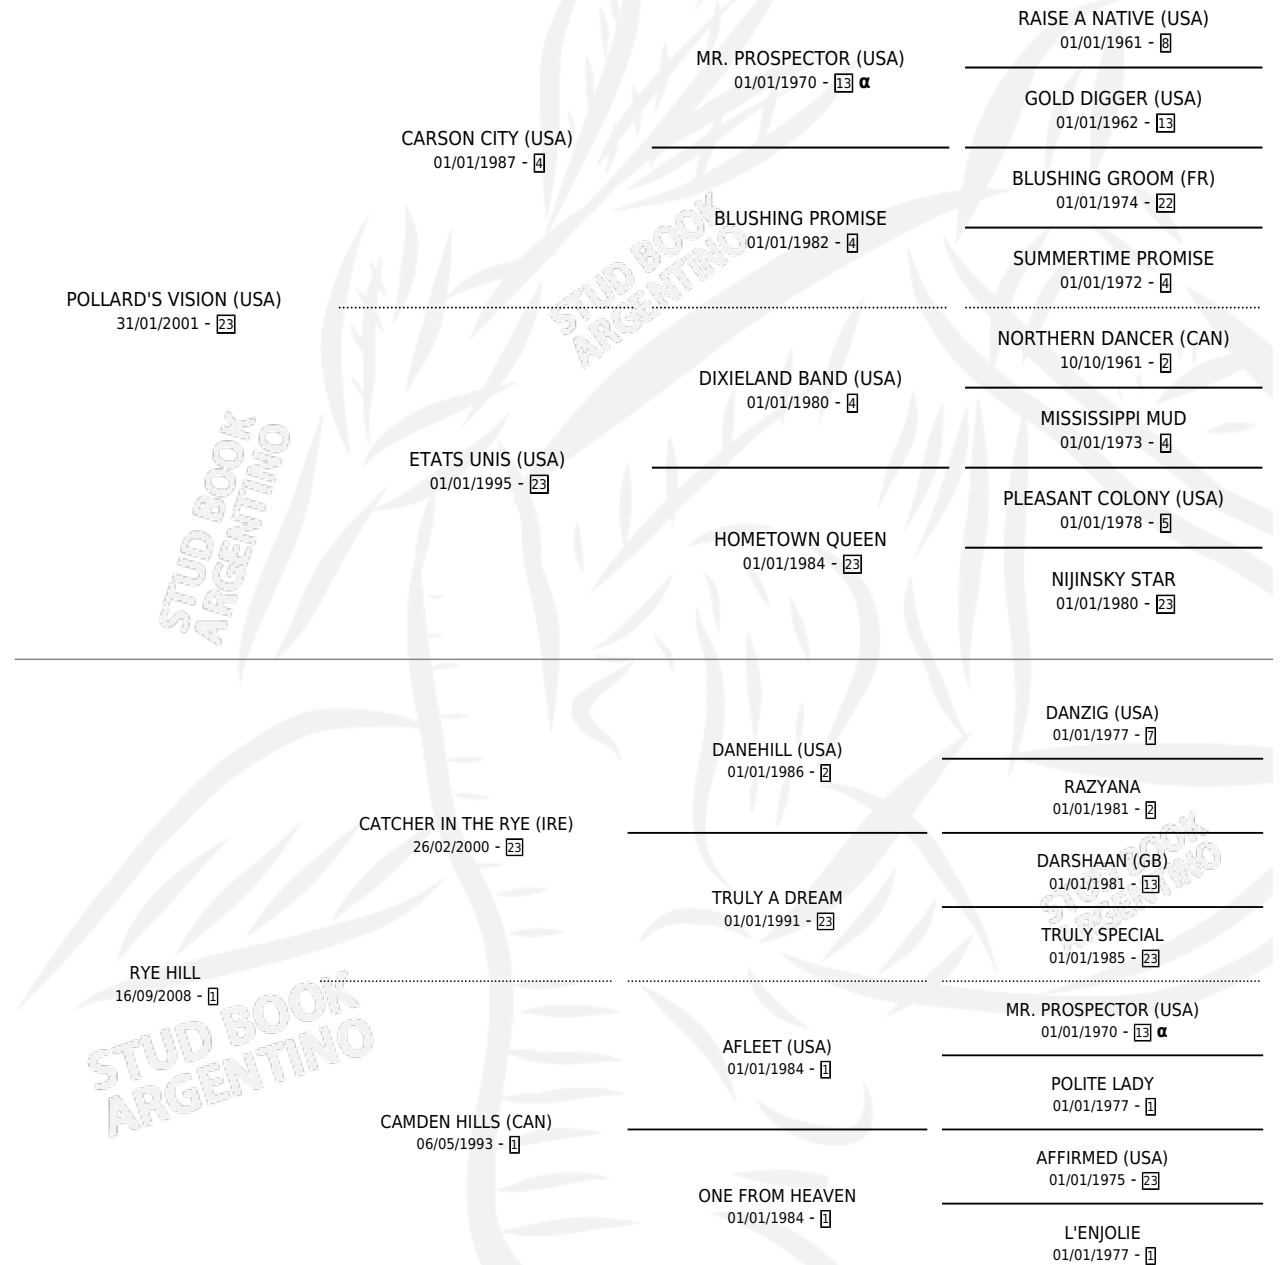 RAISE A NATIVE (USA)
01/01/1961 - 8
MR. PROSPECTOR (USA)
01/01/1970 - 13 α
GOLD DIGGER (USA)
01/01/1962 - 13
CARSON CITY (USA)
01/01/1987 - 4
BLUSHING GROOM (FR)
01/01/1974 - 22
BLUSHING PROMISE
01/01/1982 - 4
SUMMERTIME PROMISE
01/01/1972 - 4
POLLARD'S VISION (USA)
31/01/2001 - 23
NORTHERN DANCER (CAN)
10/10/1961 - 2
DIXIELAND BAND (USA)
01/01/1980 - 4
MISSISSIPPI MUD
01/01/1973 - 4
ETATS UNIS (USA)
01/01/1995 - 23
PLEASANT COLONY (USA)
01/01/1978 - 5
HOMETOWN QUEEN
01/01/1984 - 23
NIJINSKY STAR
01/01/1980 - 23
DANZIG (USA)
01/01/1977 - 7
DANEHILL (USA)
01/01/1986 - 2
RAZYANA
01/01/1981 - 2
CATCHER IN THE RYE (IRE)
26/02/2000 - 23
DARSHAAN (GB)
01/01/1981 - 13
TRULY A DREAM
01/01/1991 - 23
TRULY SPECIAL
01/01/1985 - 23
RYE HILL
16/09/2008 - 1
MR. PROSPECTOR (USA)
01/01/1970 - 13 α
AFLEET (USA)
01/01/1984 - 1
POLITE LADY
01/01/1977 - 1
CAMDEN HILLS (CAN)
06/05/1993 - 1
AFFIRMED (USA)
01/01/1975 - 23
ONE FROM HEAVEN
01/01/1984 - 1
L'ENJOLIE
01/01/1977 - 1
STUD BOOK
ARGENTINO
STUD BOOK
ARGENTINO
STUD BOOK
ARGENTINO
STUD BOOK
ARGENTINO